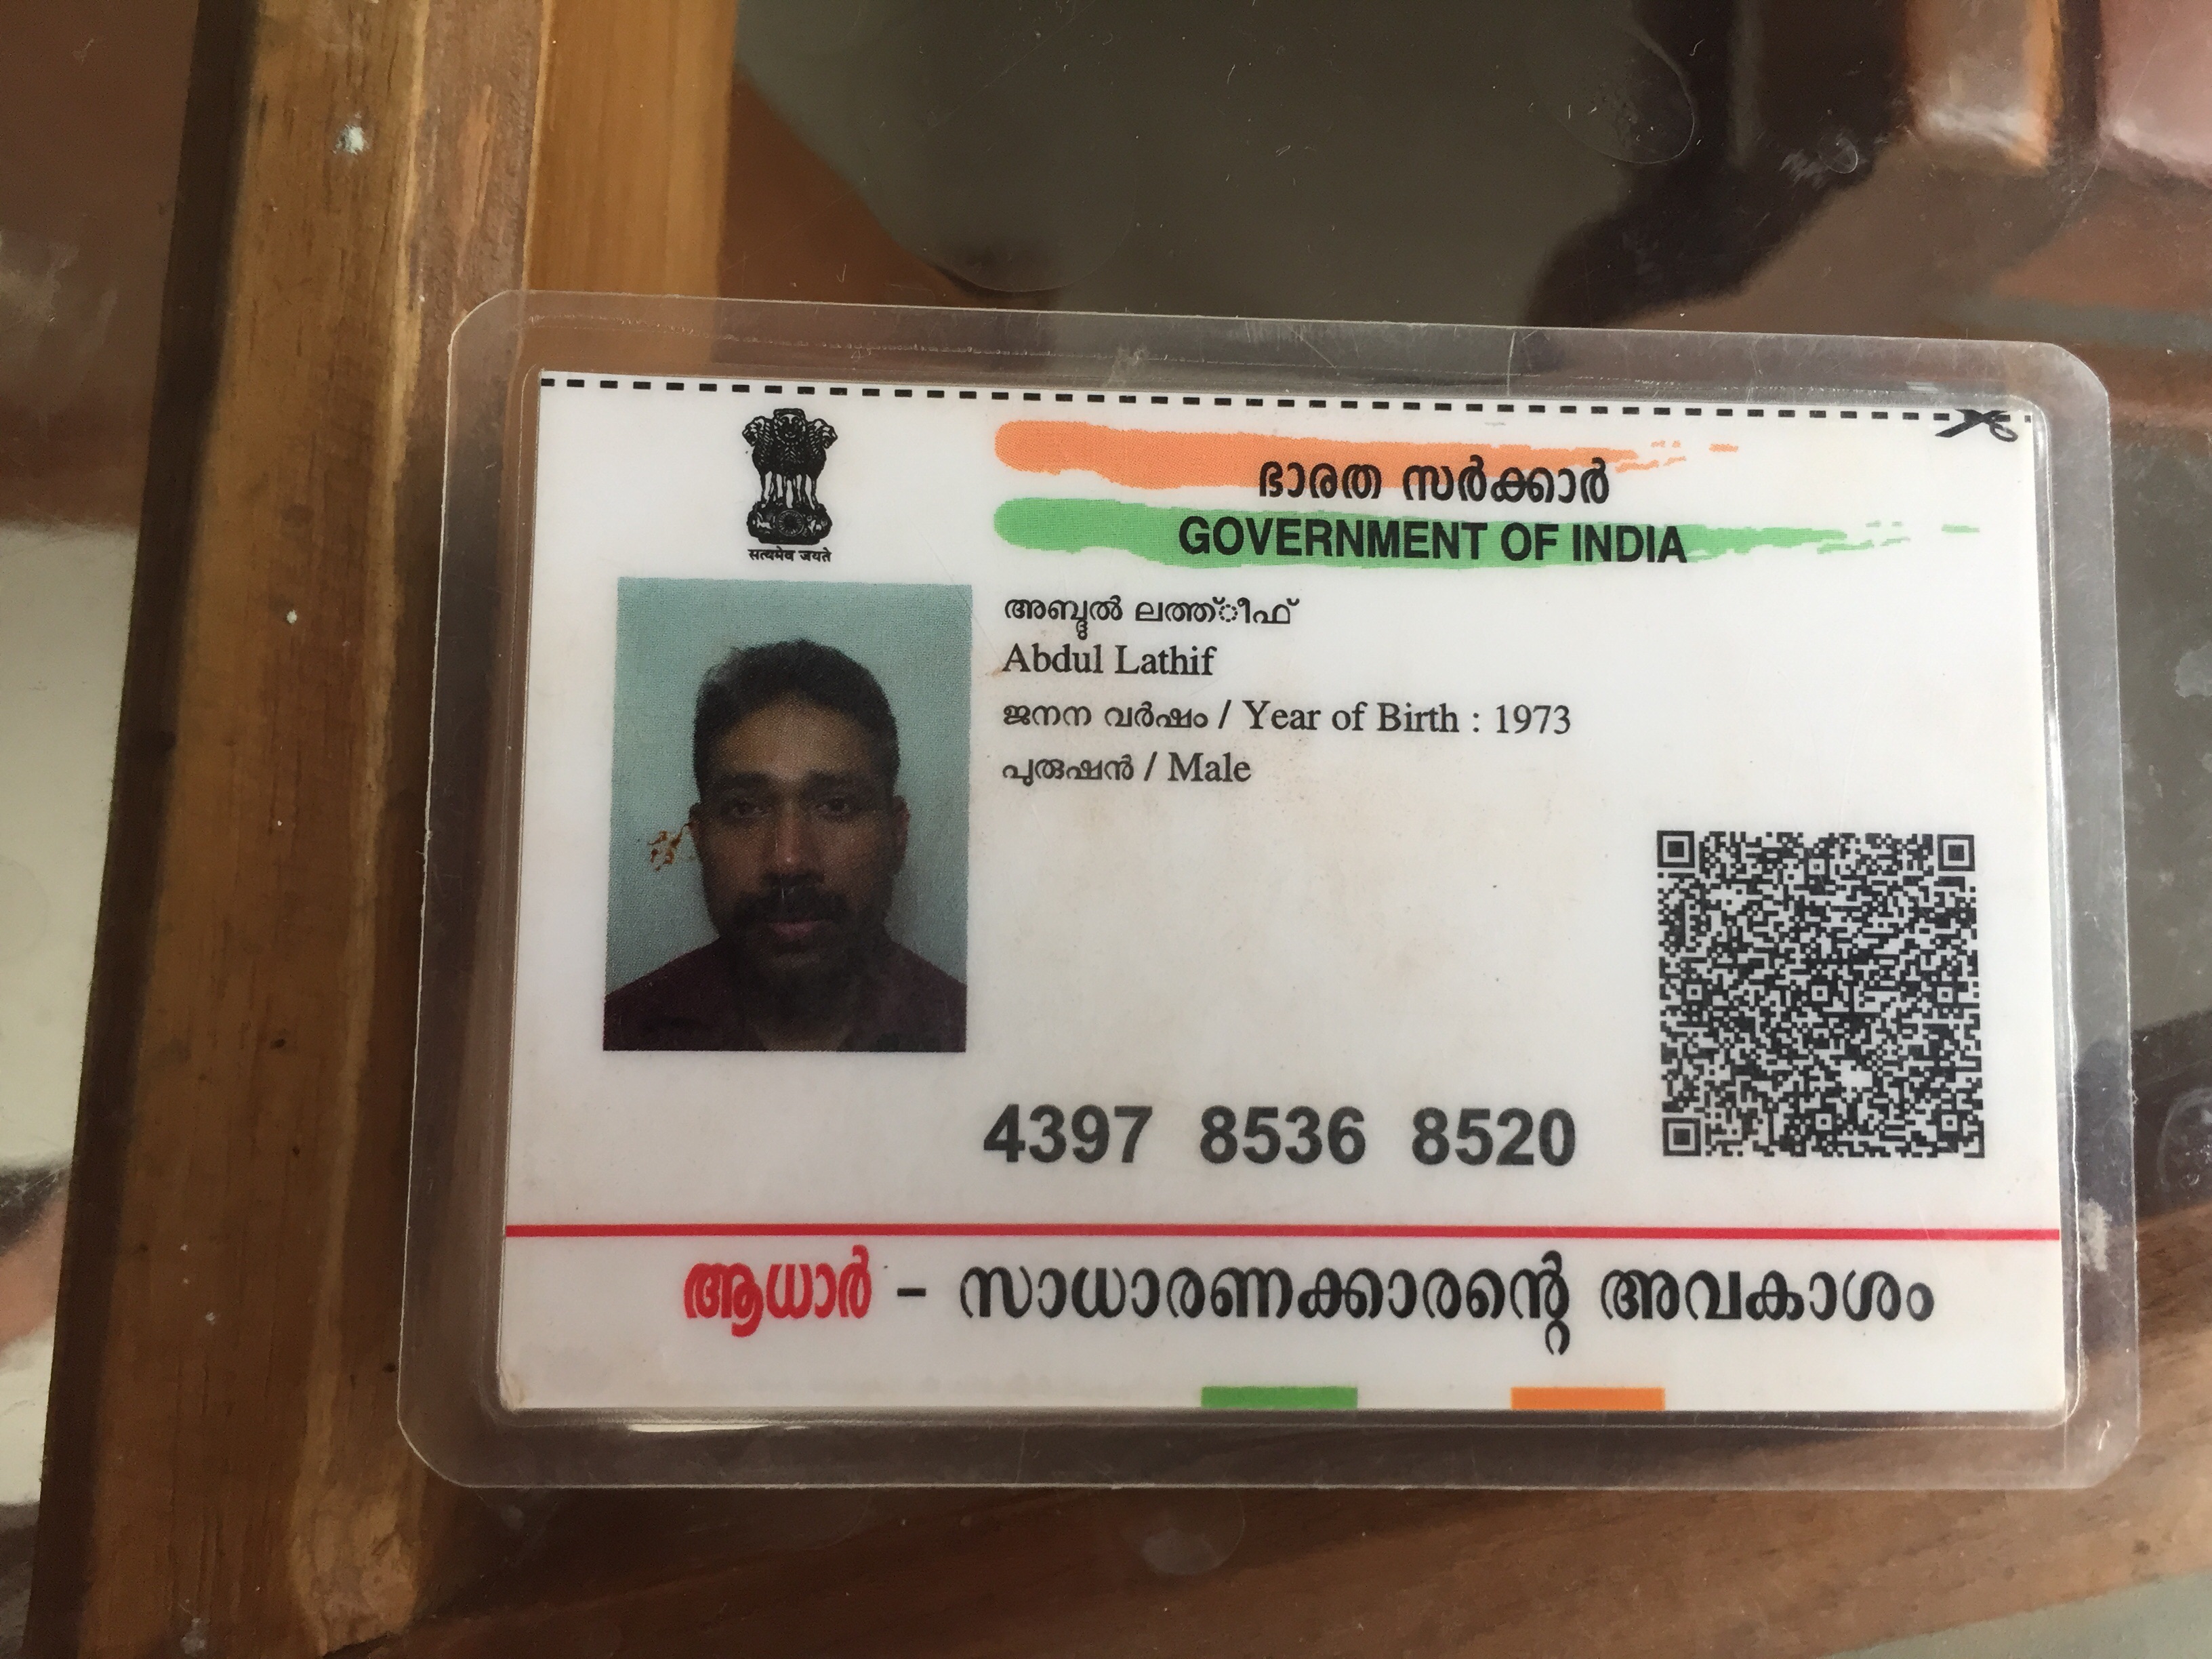 ഭാരത സർക്കാർ
GOVERNMENT OF INDIA
सत्यमेव जयते
അബ്ദുൽ ലത്ത്ീഫ്
Abdul Lathif
ജനന വർഷം / Year of Birth : 1973
പുരുഷൻ / Male
4397 8536 8520
ആധാർ - സാധാരണക്കാരന്റെ അവകാശം